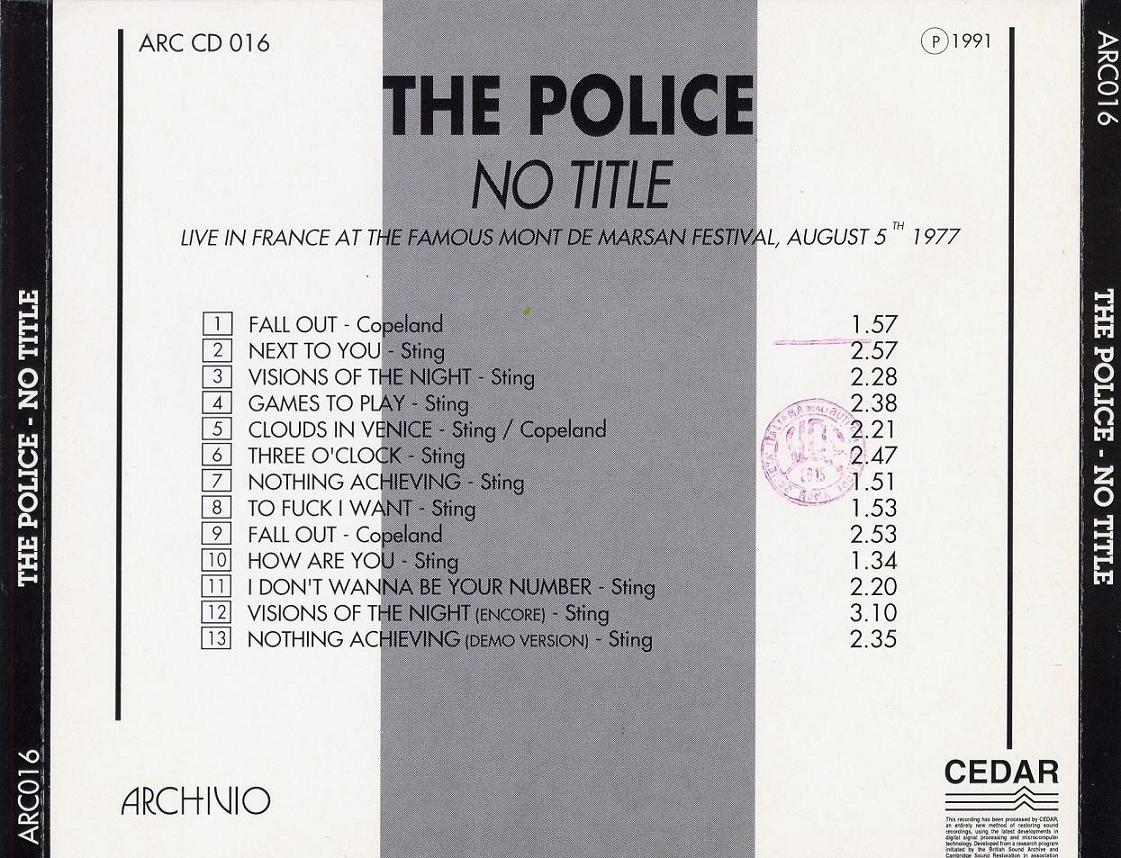 ARC CD 016
Ⓟ 1991
THE POLICE
NO TITLE
LIVE IN FRANCE AT THE FAMOUS MONT DE MARSAN FESTIVAL, AUGUST 5TH 1977
1 FALL OUT - Copeland 1.57
2 NEXT TO YOU - Sting 2.57
3 VISIONS OF THE NIGHT - Sting 2.28
4 GAMES TO PLAY - Sting 2.38
5 CLOUDS IN VENICE - Sting / Copeland 2.21
6 THREE O'CLOCK - Sting 2.47
7 NOTHING ACHIEVING - Sting 1.51
8 TO FUCK I WANT - Sting 1.53
9 FALL OUT - Copeland 2.53
10 HOW ARE YOU - Sting 1.34
11 I DON'T WANNA BE YOUR NUMBER - Sting 2.20
12 VISIONS OF THE NIGHT (ENCORE) - Sting 3.10
13 NOTHING ACHIEVING (DEMO VERSION) - Sting 2.35
ARCHIVIO
CEDAR
This recording has been processed by CEDAR,
an entirely new method of restoring sound
recordings, using the latest developments in
digital signal processing and microcomputer
technology. Developed from a research program
initiated by the British Sound Archive and
Cambridge Sound Restoration in association
THE POLICE - NO TITLE
ARC016
ARC016
THE POLICE - NO TITLE